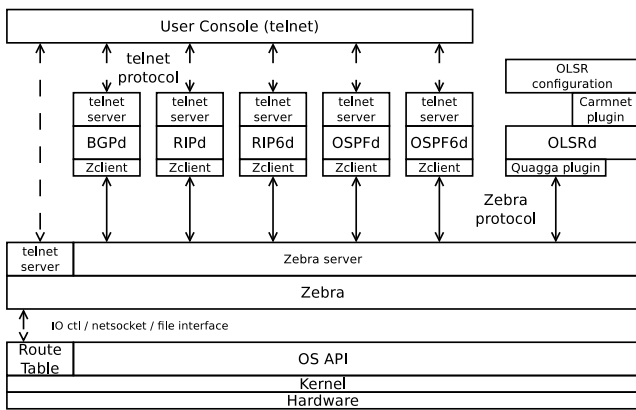 User Console (telnet)
telnet
protocol
OLSR
configuration
telnet
server
telnet
server
telnet
server
telnet
server
telnet
server
Carmnet
plugin
BGPd
RIPd
RIP6d
OSPFd
OSPF6d
OLSRd
Zclient
Zclient
Zclient
Zclient
Zclient
Quagga plugin
Zebra
protocol
telnet
server
Zebra server
Zebra
IO ctl / netsocket / file interface
Route
Table
OS API
Kernel
Hardware